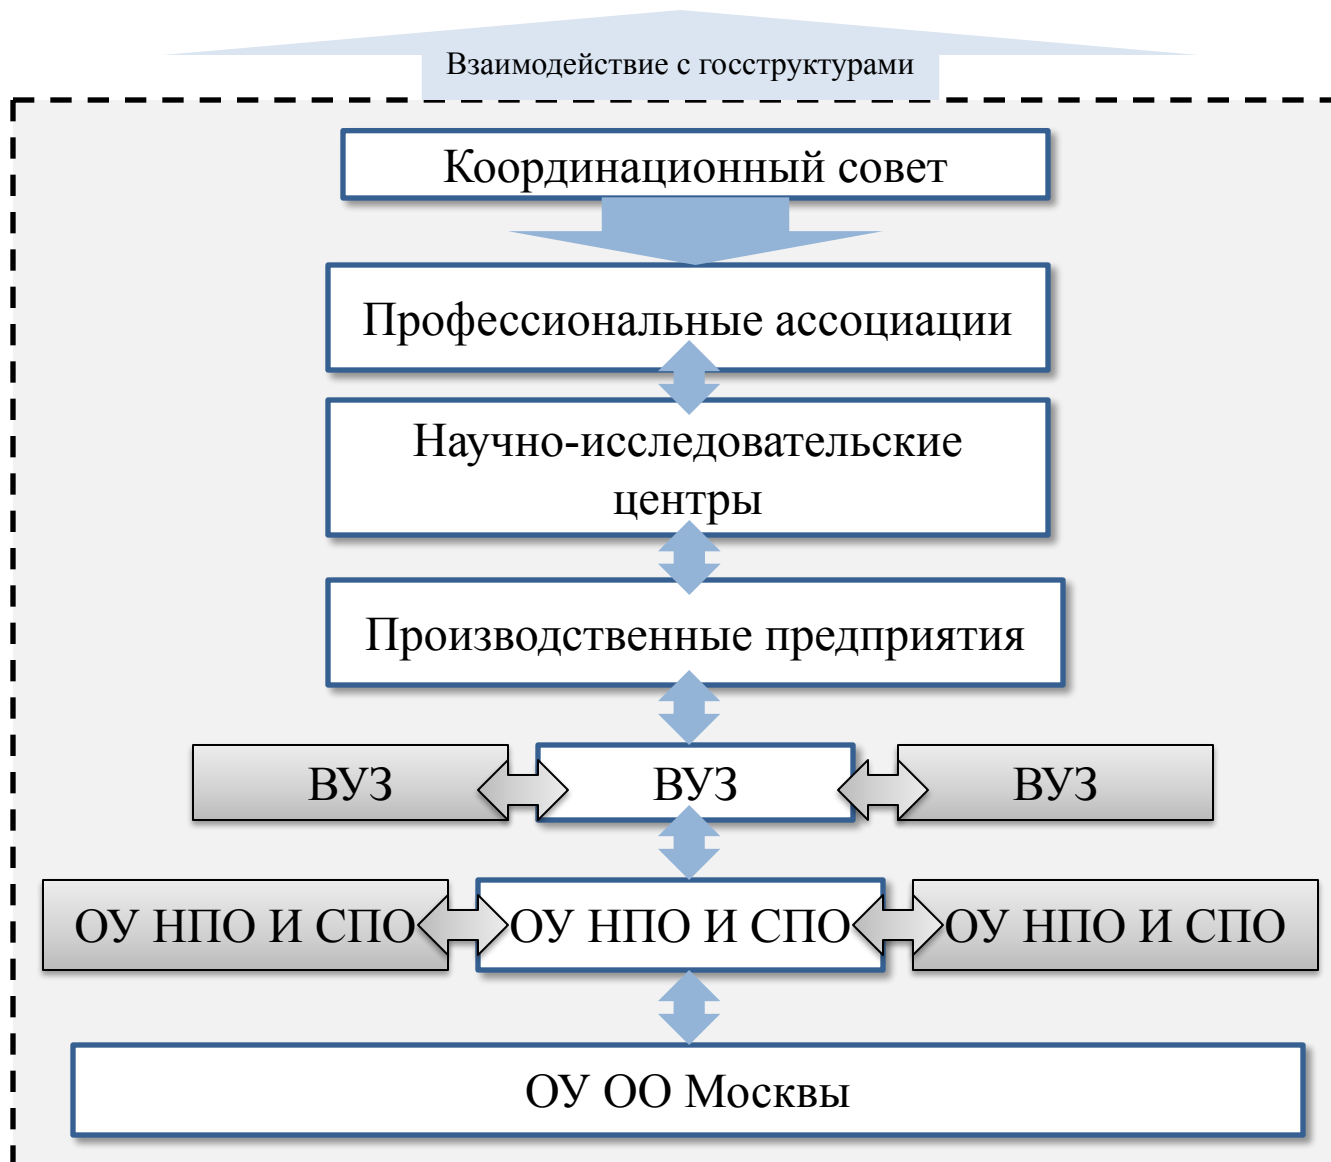 Взаимодействие с госструктурами
Координационный совет
Профессиональные ассоциации
Научно-исследовательские
центры
Производственные предприятия
ВУЗ ВУЗ ВУЗ
ОУ НПО И СПО ОУ НПО И СПО ОУ НПО И СПО
ОУ ОО Москвы